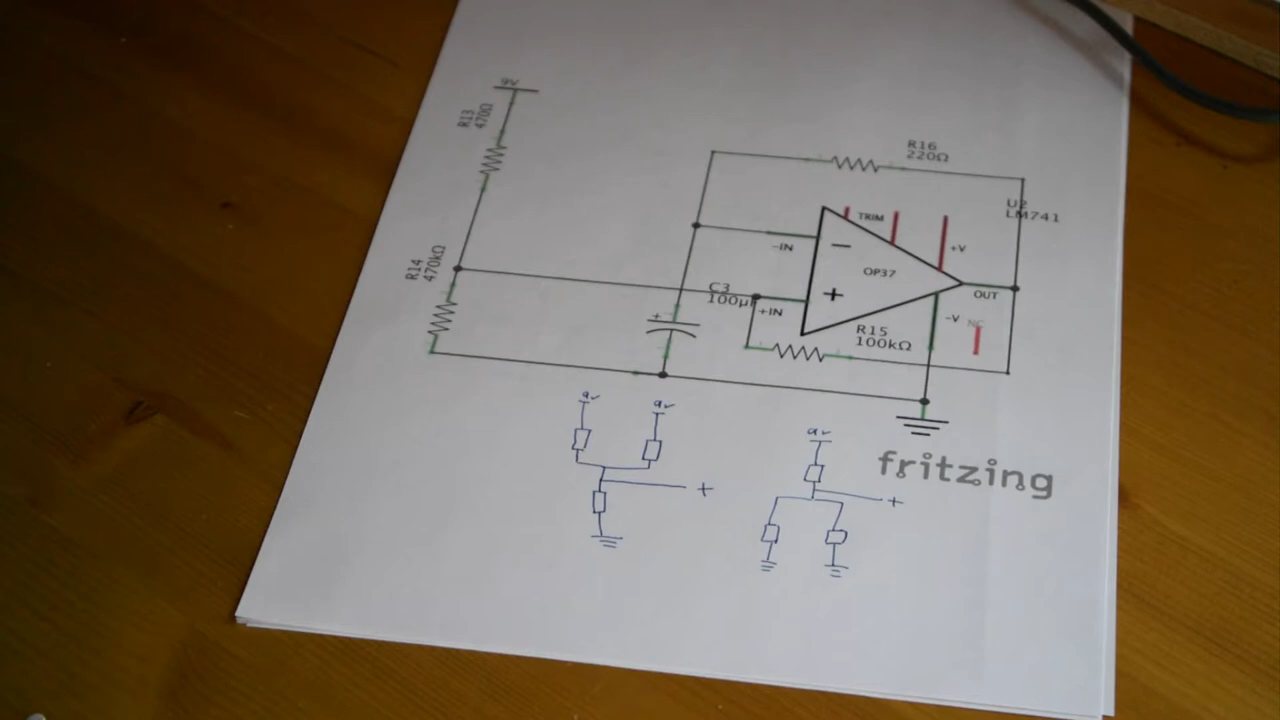 9V
R13
470Ω
R14
470kΩ
R16
220Ω
U2
LM741
TRIM
-IN
+V
OP37
C3
+IN
OUT
-V
NC
R15
100kΩ
9v
9v
+
9v
+
fritzing